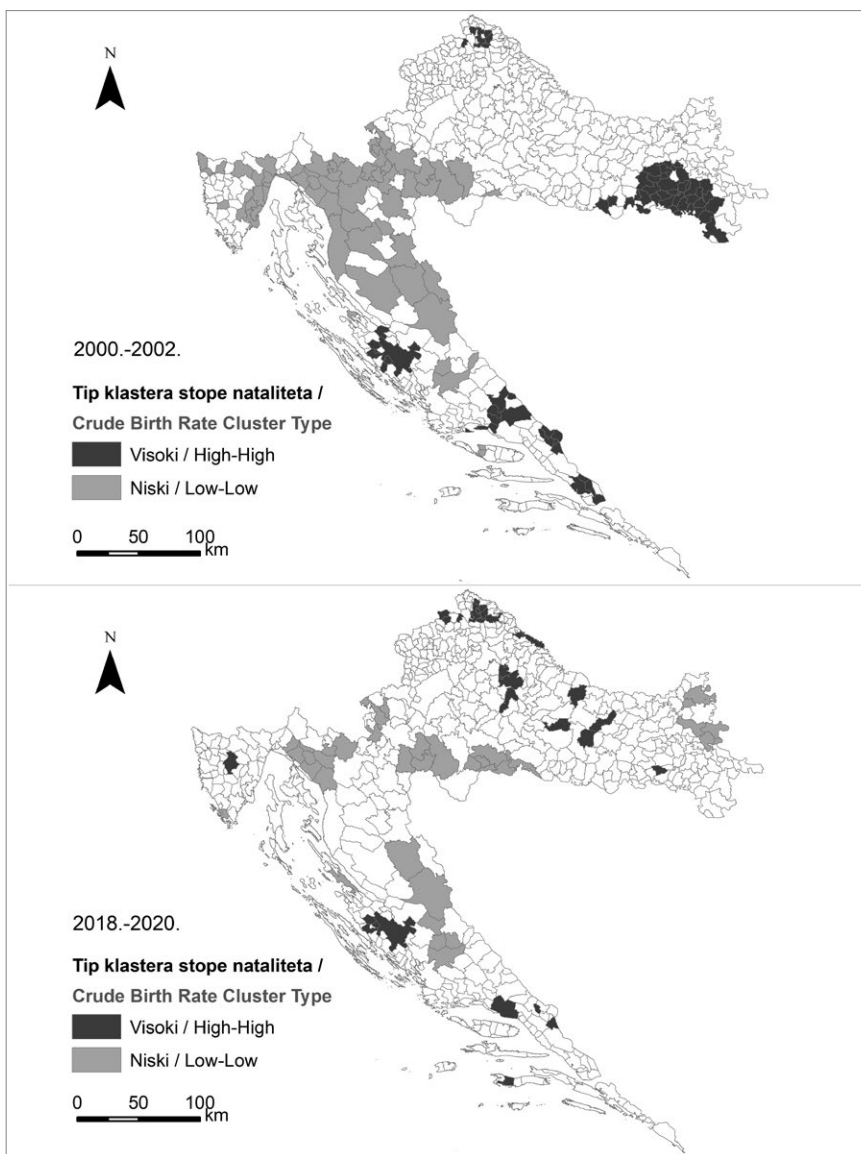 N
2000.-2002.
Tip klastera stope nataliteta /
Crude Birth Rate Cluster Type
Visoki / High-High
Niski / Low-Low
0 50 100
km
N
2018.-2020.
Tip klastera stope nataliteta /
Crude Birth Rate Cluster Type
Visoki / High-High
Niski / Low-Low
0 50 100
km